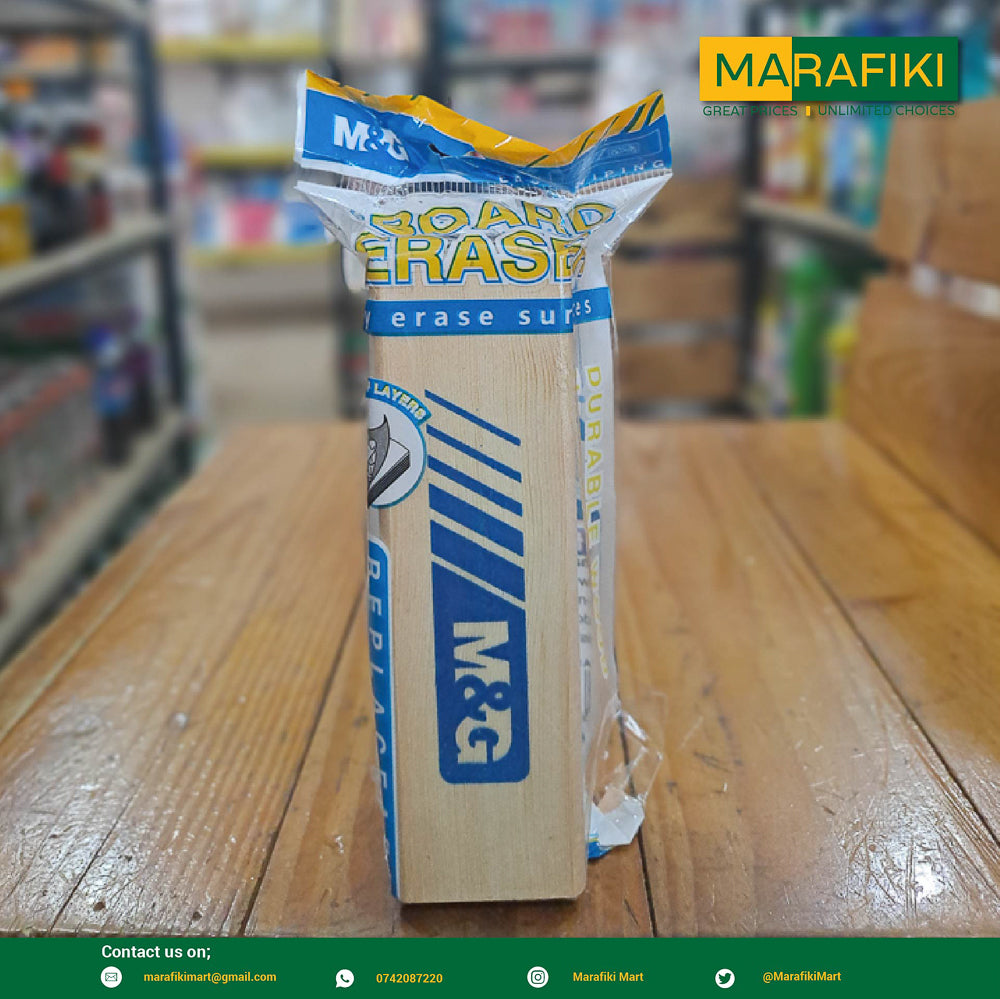 MARAFIKI
GREAT PRICES | UNLIMITED CHOICES
M&G
BOARD
ERASER
erase
LAYERS
DURABLE
M&G
Contact us on;
marafikimart@gmail.com
0742087220
Marafiki Mart
@MarafikiMart